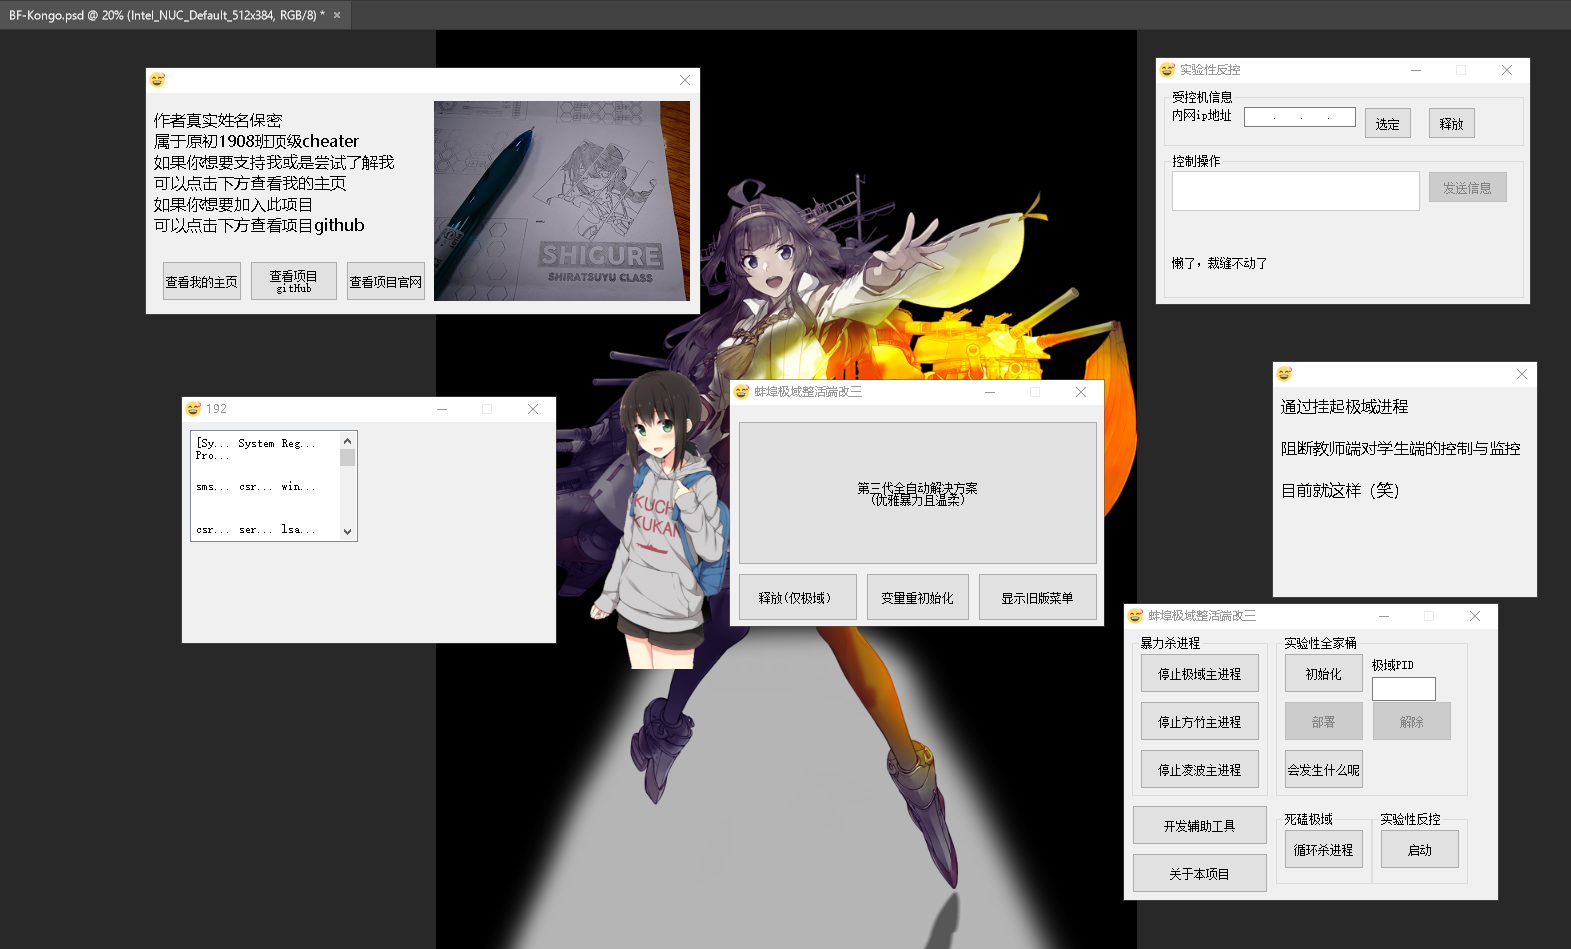 BF-Kongo.psd @ 20% (Intel_NUC_Default_512x384, RGB/8) *
作者真实姓名保密
属于原初1908班顶级cheater
如果你想要支持我或是尝试了解我
可以点击下方查看我的主页
如果你想要加入此项目
可以点击下方查看项目github
查看我的主页
查看项目
gitHub
查看项目官网
SHIGURE
SHIRATSUYU CLASS
实验性反控
受控机信息
内网ip地址
选定
释放
控制操作
发送信息
懒了，裁缝不动了
192
[Sy... System Reg...
Pro...
sms... csr... win...
csr... ser... lsa...
KUCH
KUKAN
蚌埠极域整活端改三
第三代全自动解决方案
（优雅暴力且温柔）
释放(仅极域)
变量重初始化
显示旧版菜单
通过挂起极域进程
阻断教师端对学生端的控制与监控
目前就这样（笑）
蚌埠极域整活端改三
暴力杀进程
停止极域主进程
停止方竹主进程
停止凌波主进程
开发辅助工具
关于本项目
实验性全家桶
初始化
极域PID
部署
解除
会发生什么呢
死磕极域
循环杀进程
实验性反控
启动